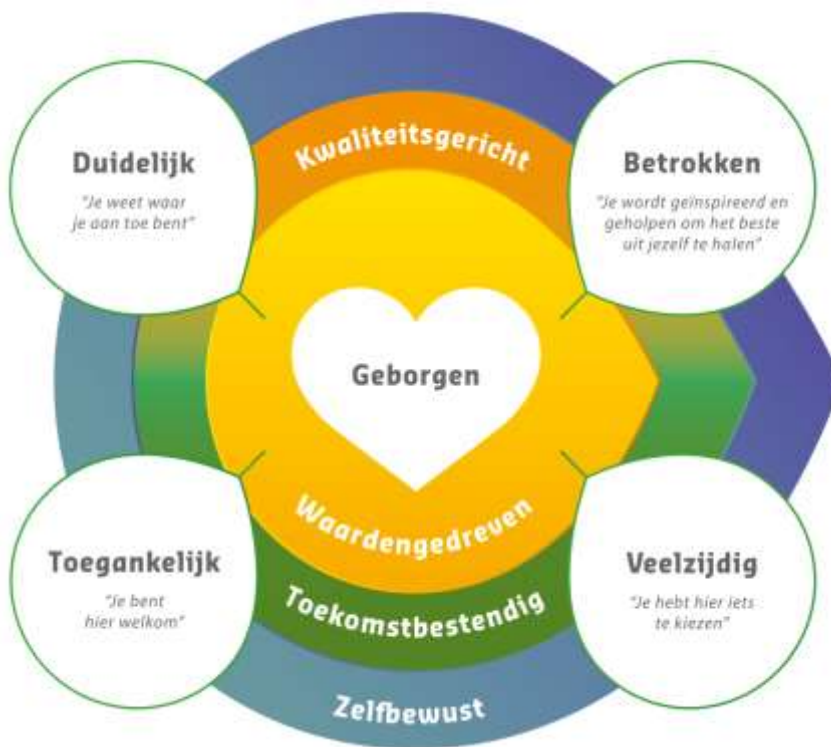 Kwaliteitsgericht
Duidelijk
"Je weet waar
je aan toe bent"
Betrokken
"Je wordt geïnspireerd en
geholpen om het beste
uit jezelf te halen"
Geborgen
Waardengedreven
Toegankelijk
"Je bent
hier welkom"
Veelzijdig
"Je hebt hier iets
te kiezen"
Toekomstbestendig
Zelfbewust